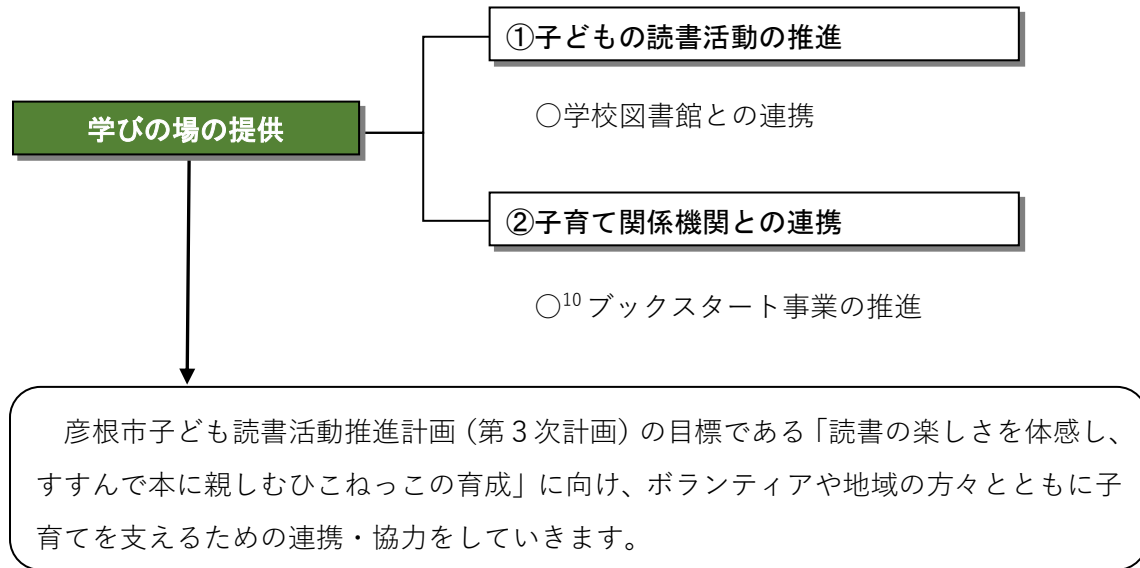 ①子どもの読書活動の推進
○学校図書館との連携
学びの場の提供
②子育て関係機関との連携
○10 ブックスタート事業の推進
彦根市子ども読書活動推進計画（第３次計画）の目標である「読書の楽しさを体感し、
すすんで本に親しむひこねっこの育成」に向け、ボランティアや地域の方々とともに子
育てを支えるための連携・協力をしていきます。